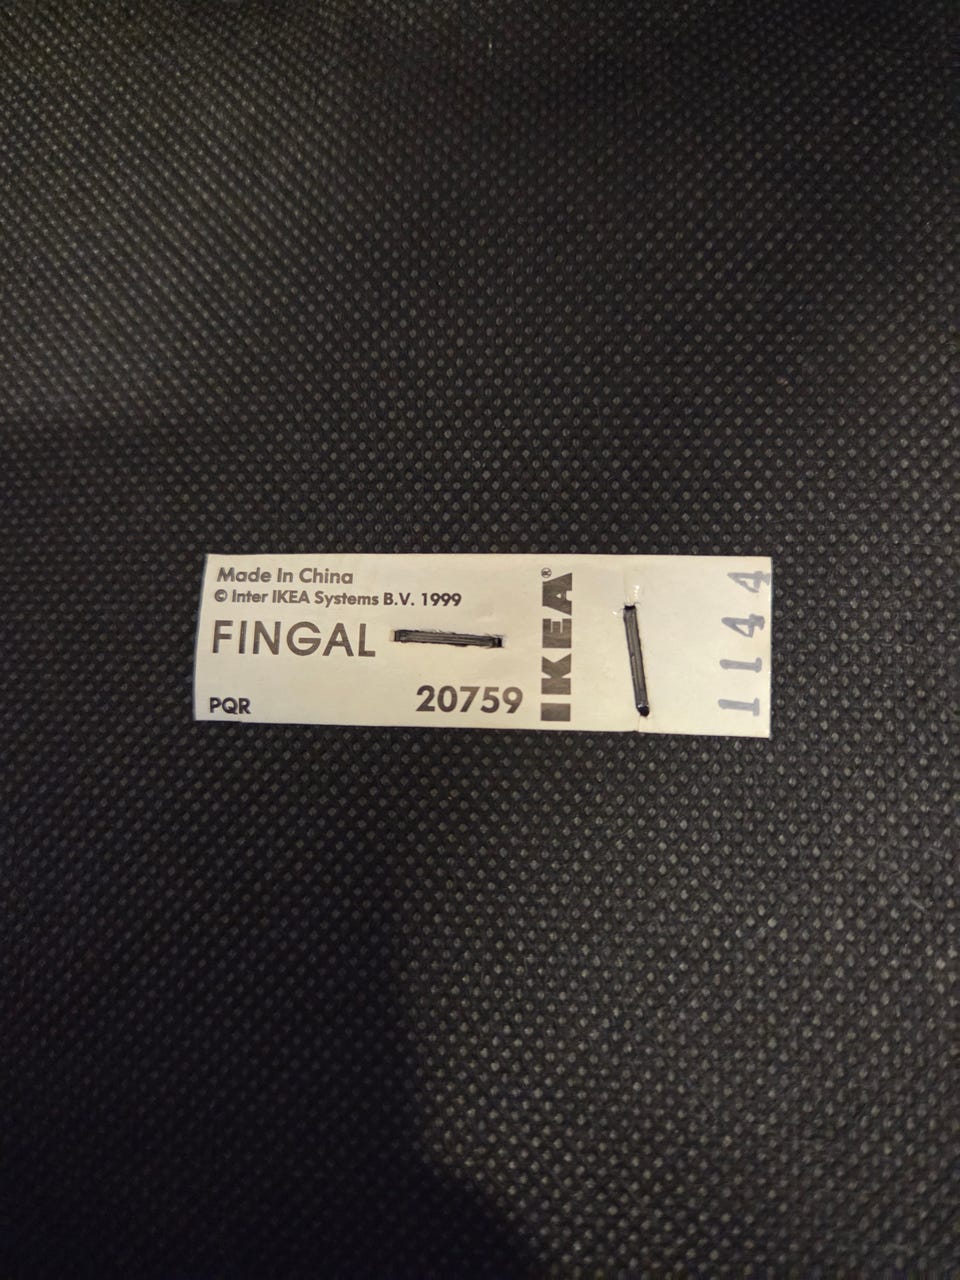 Made In China
© Inter IKEA Systems B.V. 1999
FINGAL
PQR
20759
IKEA®
1144